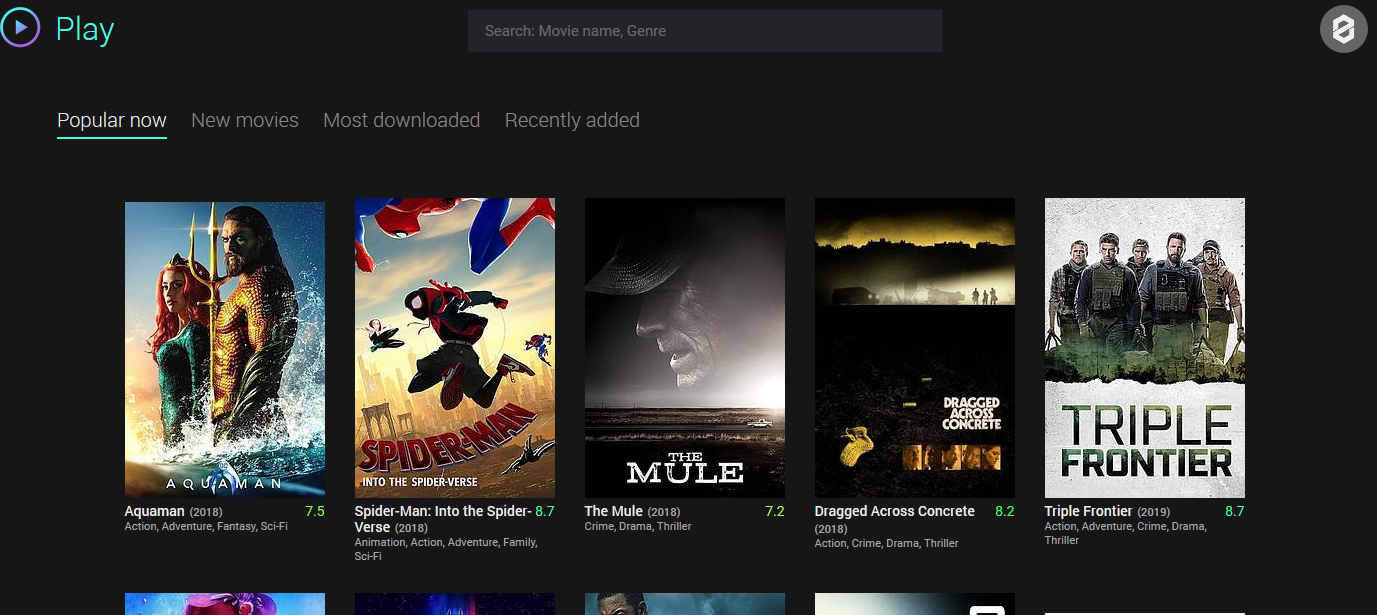 Play
Search: Movie name, Genre
Popular now
New movies
Most downloaded
Recently added
AQUAMAN
SPIDER-MAN
INTO THE SPIDER-VERSE
THE
MULE
DRAGGED
ACROSS
CONCRETE
TRIPLE
FRONTIER
Aquaman (2018) 7.5
Action, Adventure, Fantasy, Sci-Fi
Spider-Man: Into the Spider- 8.7
Verse (2018)
Animation, Action, Adventure, Family,
Sci-Fi
The Mule (2018) 7.2
Crime, Drama, Thriller
Dragged Across Concrete 8.2
(2018)
Action, Crime, Drama, Thriller
Triple Frontier (2019) 8.7
Action, Adventure, Crime, Drama,
Thriller